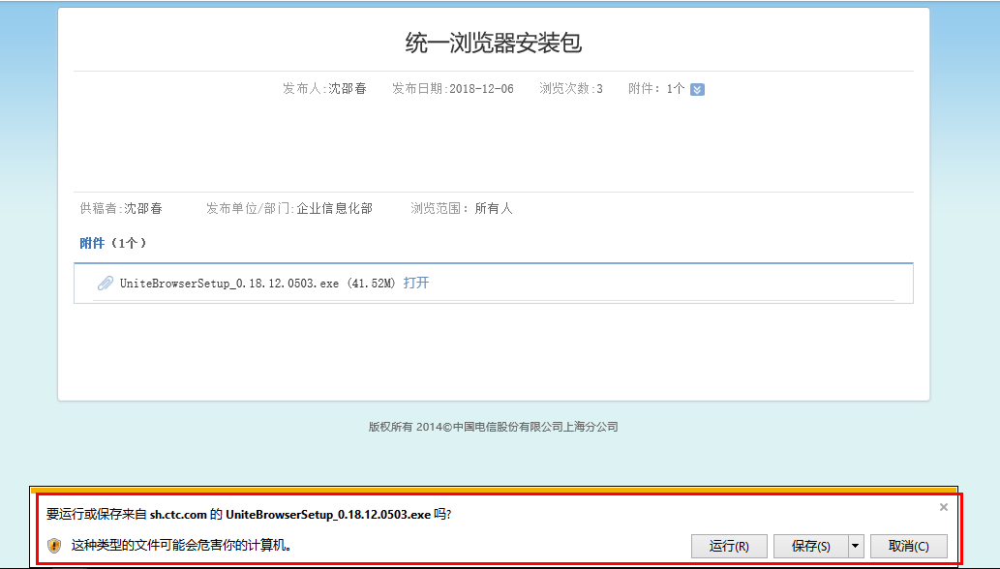 统一浏览器安装包
发布人:沈邵春 发布日期:2018-12-06 浏览次数:3 附件: 1个
供稿者:沈邵春 发布单位/部门:企业信息化部 浏览范围: 所有人
附件 (1个)
UniteBrowserSetup_0.18.12.0503.exe (41.52M) 打开
版权所有 2014©中国电信股份有限公司上海分公司
要运行或保存来自 sh.ctc.com 的 UniteBrowserSetup_0.18.12.0503.exe 吗?
这种类型的文件可能会危害你的计算机。 运行(R) 保存(S) 取消(C)